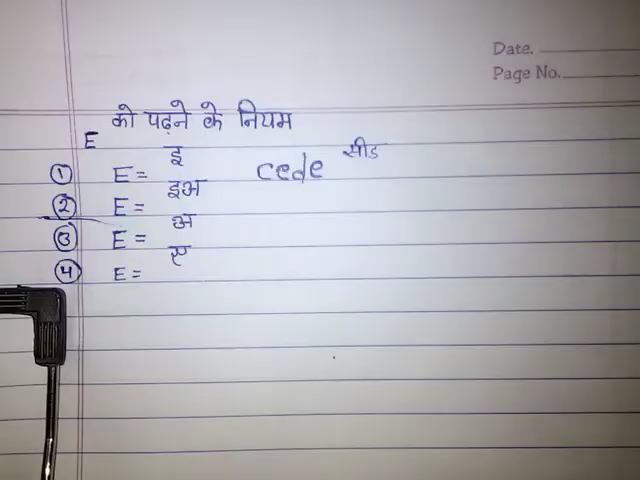 Date.
Page No.
E को पढ़ने के नियम
① E = इ cede सीड
② E = इअ
③ E = अ
④ E = ए